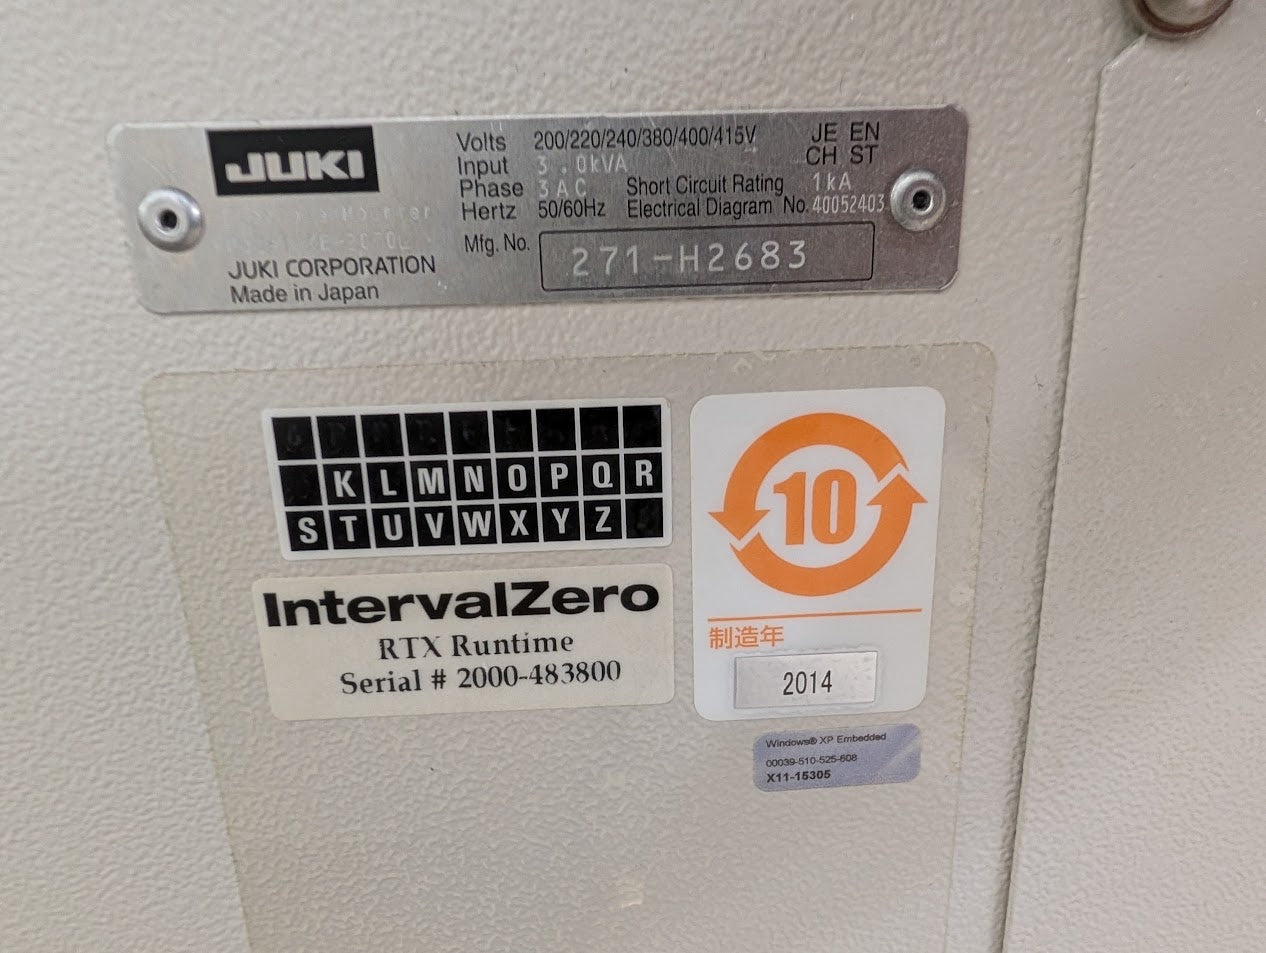 JUKI
JUKI CORPORATION
Made in Japan
Volts 200/220/240/380/400/415V
Input 3.0kVA
Phase 3AC Short Circuit Rating 1kA
Hertz 50/60Hz Electrical Diagram No. 40052403
Mfg. No. 271-H2683
JE EN
CH ST
K L M N O P Q R
S T U V W X Y Z
IntervalZero
RTX Runtime
Serial # 2000-483800
10
制造年
2014
Windows® XP Embedded
00039-510-525-608
X11-15305